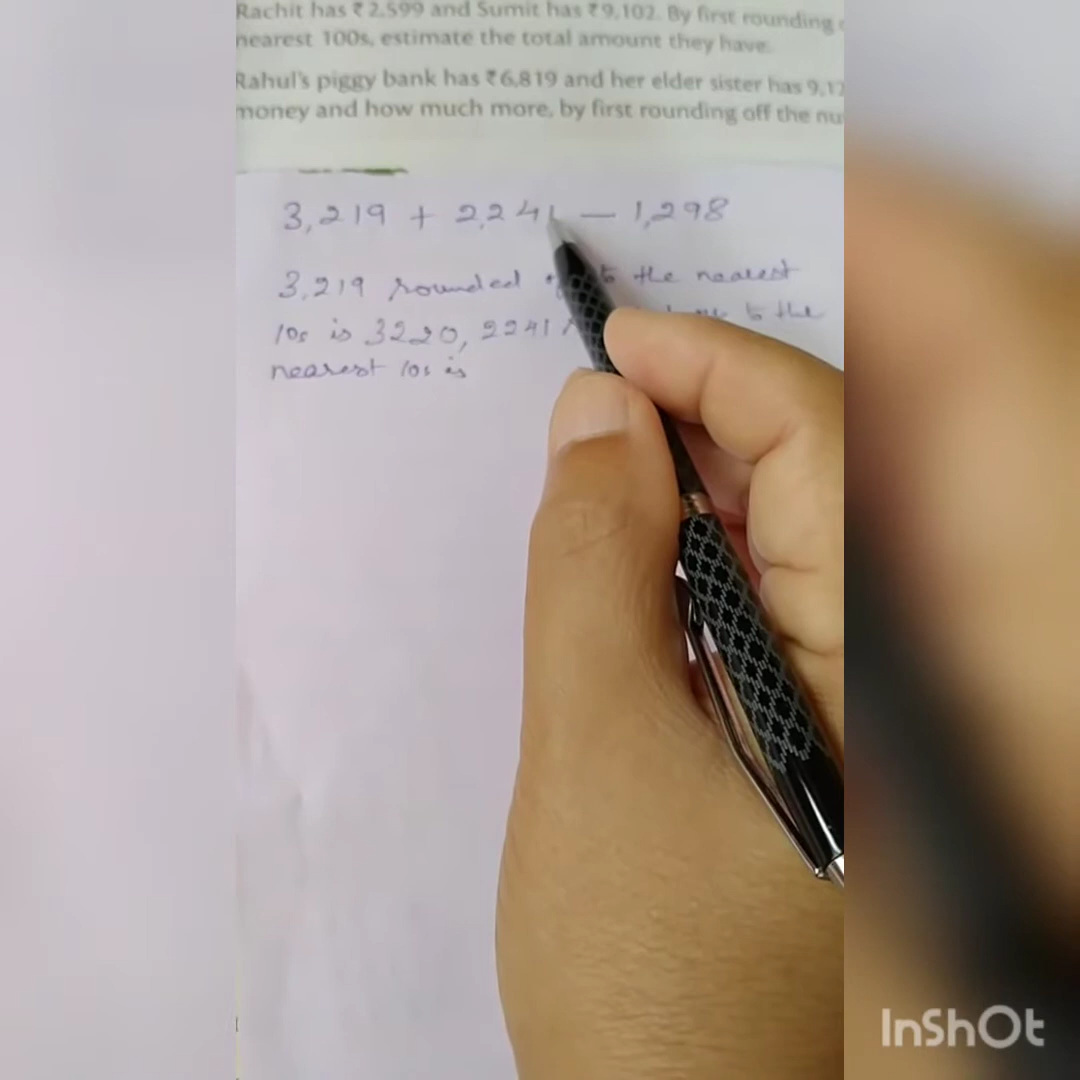 Rachit has ₹2,599 and Sumit has ₹9,102. By first rounding
nearest 100s, estimate the total amount they have.
Rahul's piggy bank has ₹6,819 and her elder sister has 9,1
money and how much more, by first rounding off the nu
3,219 + 2,241 — 1,298
3,219 rounded to the nearest
10s is 3220, 2241 to the
nearest 10s is
InShOt